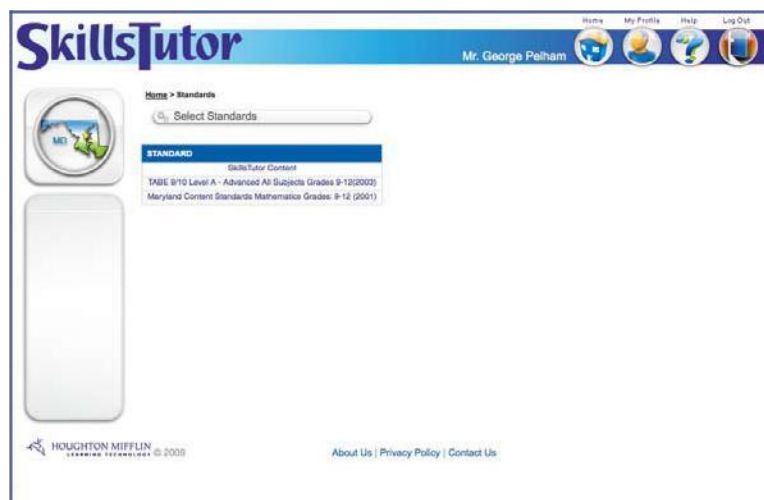 Home My Profile Help Log Out
SkillsTutor
Mr. George Pelham
Home > Standards
Select Standards
MD
STANDARD
SkillsTutor Content
TABE 9/10 Level A - Advanced All Subjects Grades 9-12(2003)
Maryland Content Standards Mathematics Grades: 9-12 (2001)
HOUGHTON MIFFLIN
LEARNING TECHNOLOGY © 2009
About Us | Privacy Policy | Contact Us